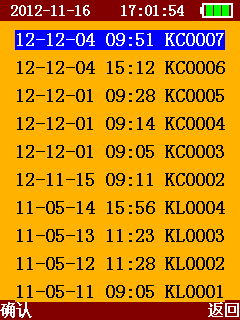 2012-11-16 17:01:54
12-12-04 09:51 KC0007
12-12-04 15:12 KC0006
12-12-01 09:28 KC0005
12-12-01 09:14 KC0004
12-12-01 09:05 KC0003
12-11-15 09:11 KC0002
11-05-14 15:56 KL0004
11-05-13 11:23 KL0003
11-05-12 11:28 KL0002
11-05-11 09:05 KL0001
确认 返回